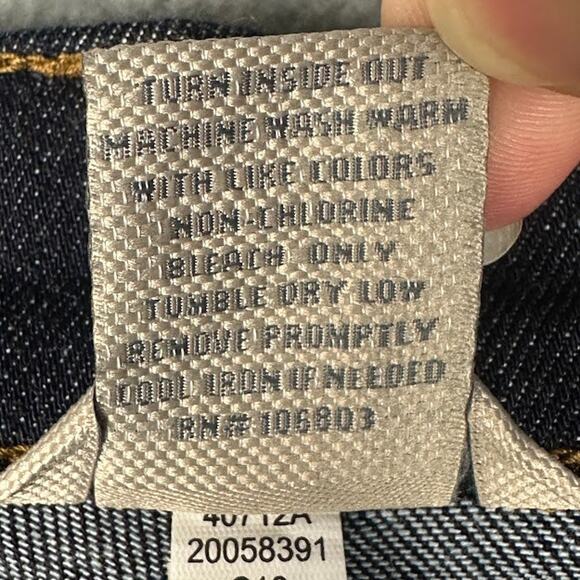 TURN INSIDE OUT
MACHINE WASH WARM
WITH LIKE COLORS
NON-CHLORINE
BLEACH ONLY
TUMBLE DRY LOW
REMOVE PROMPTLY
COOL IRON IF NEEDED
RN# 106803
40712A
20058391